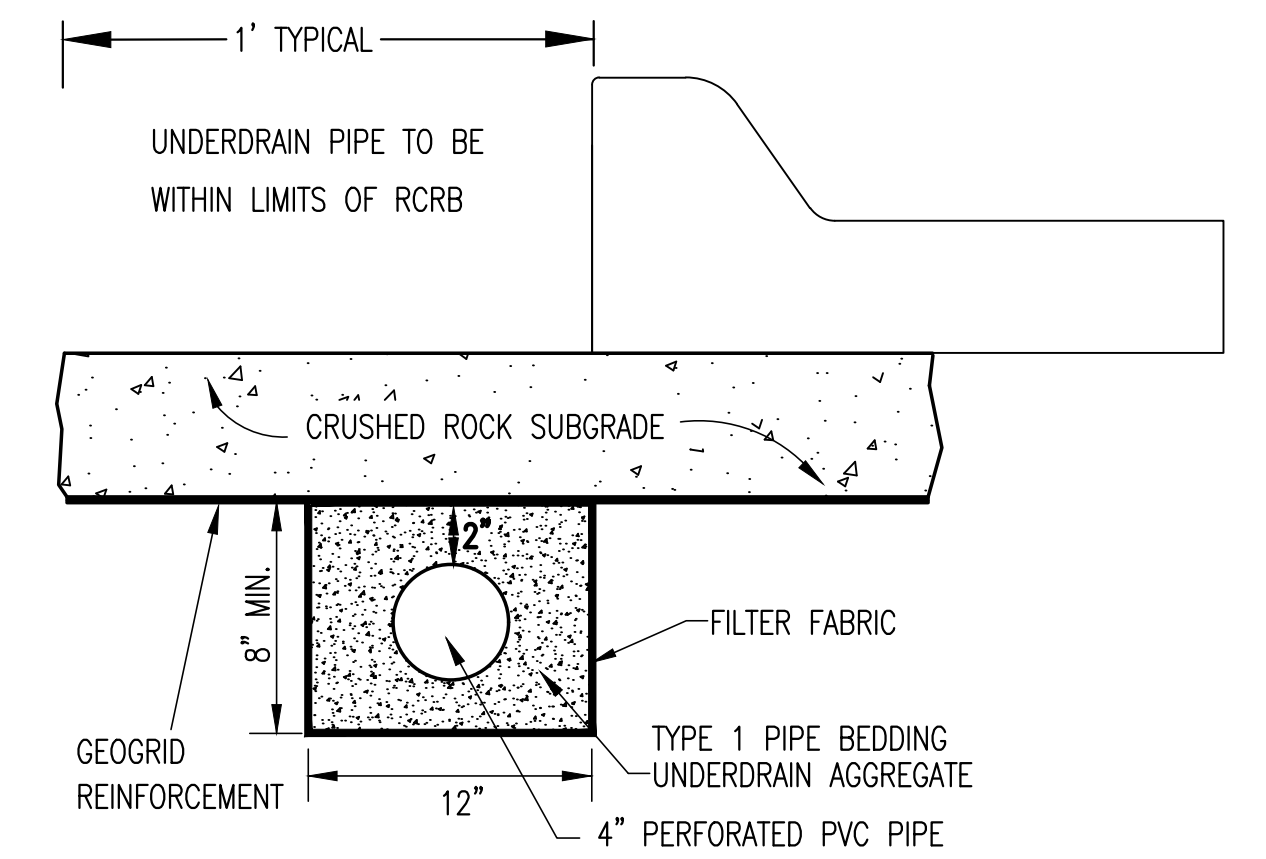 1' TYPICAL
UNDERDRAIN PIPE TO BE
WITHIN LIMITS OF RCRB
CRUSHED ROCK SUBGRADE
2"
8" MIN.
FILTER FABRIC
GEOGRID
REINFORCEMENT
TYPE 1 PIPE BEDDING
UNDERDRAIN AGGREGATE
12"
4" PERFORATED PVC PIPE